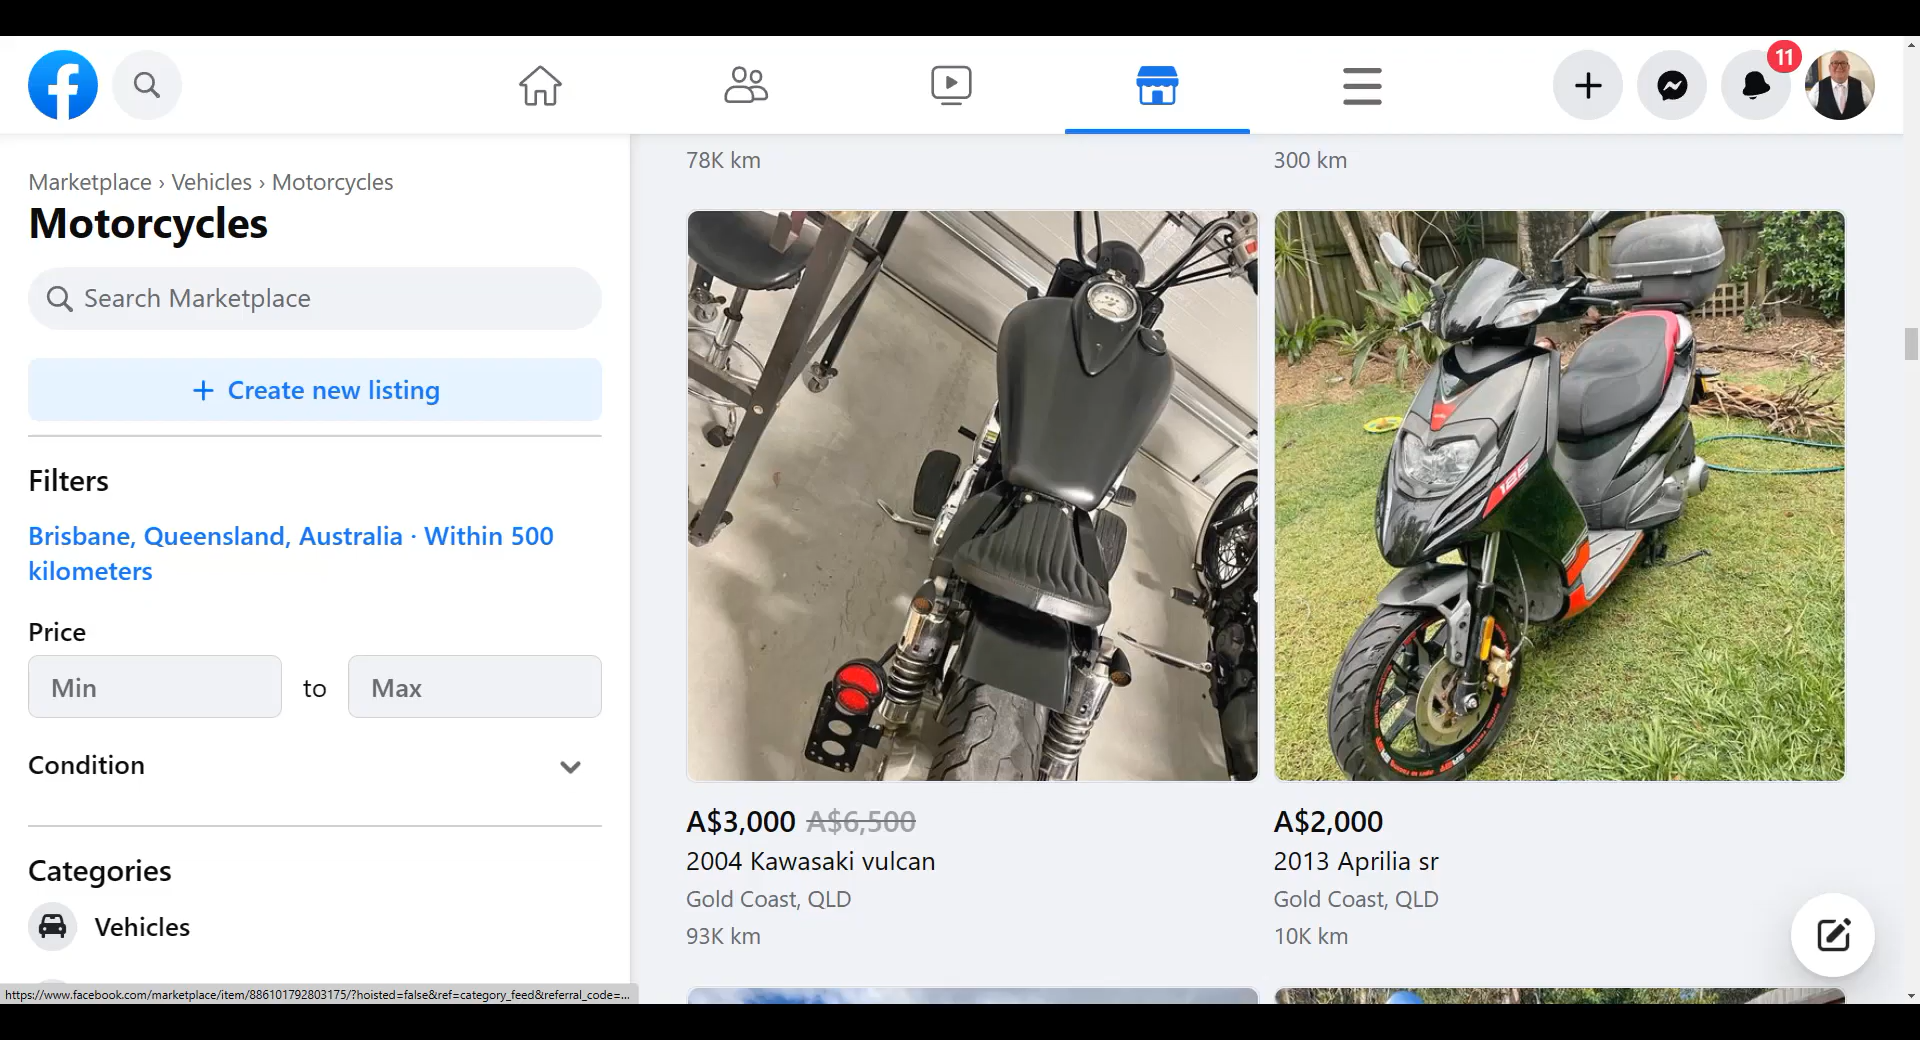 11
Marketplace › Vehicles › Motorcycles
Motorcycles
Search Marketplace
+ Create new listing
Filters
Brisbane, Queensland, Australia · Within 500
kilometers
Price
Min to Max
Condition
Categories
Vehicles
https://www.facebook.com/marketplace/item/886101792803175/?hoisted=false&ref=category_feed&referral_code=...
78K km
300 km
A$3,000 A$6,500
2004 Kawasaki vulcan
Gold Coast, QLD
93K km
125
A$2,000
2013 Aprilia sr
Gold Coast, QLD
10K km